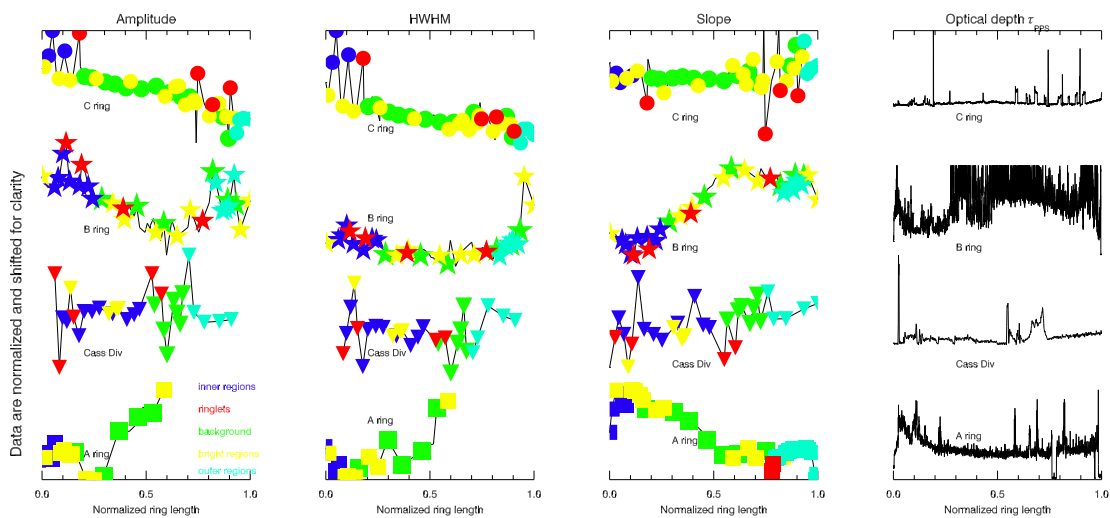 Amplitude
HWHM
Slope
Optical depth τPPS
Data are normalized and shifted for clarity
C ring
C ring
C ring
C ring
B ring
B ring
B ring
B ring
Cass Div
Cass Div
Cass Div
Cass Div
inner regions
ringlets
background
bright regions
outer regions
A ring
A ring
A ring
A ring
0.0 0.5 1.0
0.0 0.5 1.0
0.0 0.5 1.0
0.0 0.5 1.0
Normalized ring length
Normalized ring length
Normalized ring length
Normalized ring length